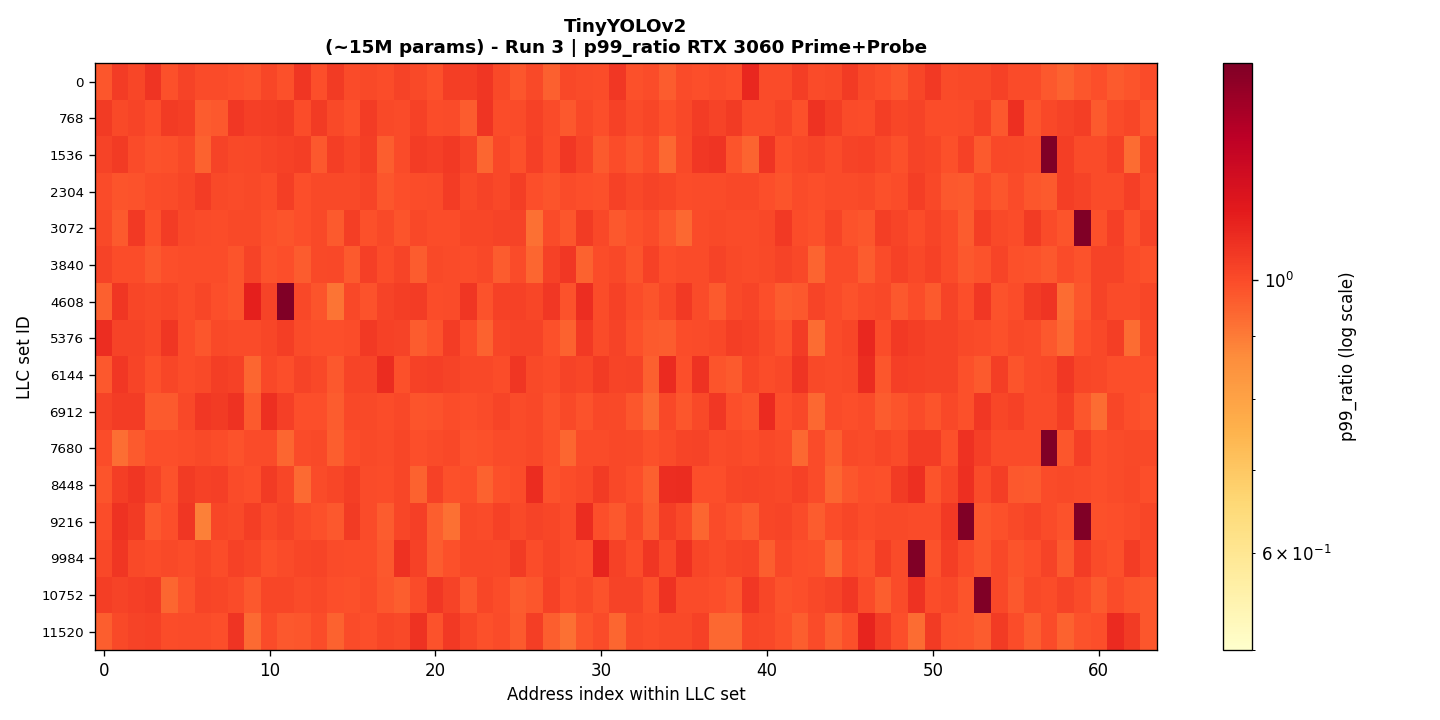 TinyYOLOv2
(~15M params) - Run 3 | p99_ratio RTX 3060 Prime+Probe
LLC set ID
0
768
1536
2304
3072
3840
4608
5376
6144
6912
7680
8448
9216
9984
10752
11520
0 10 20 30 40 50 60
Address index within LLC set
10⁰
6 × 10⁻¹
p99_ratio (log scale)